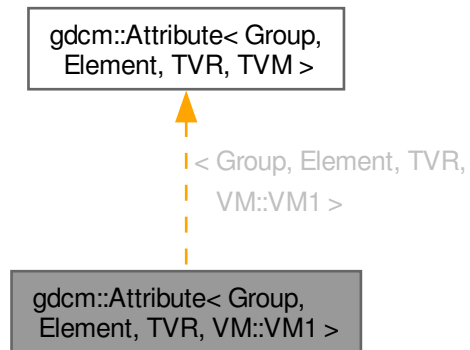 gdcm::Attribute< Group,
Element, TVR, TVM >
< Group, Element, TVR,
VM::VM1 >
gdcm::Attribute< Group,
Element, TVR, VM::VM1 >